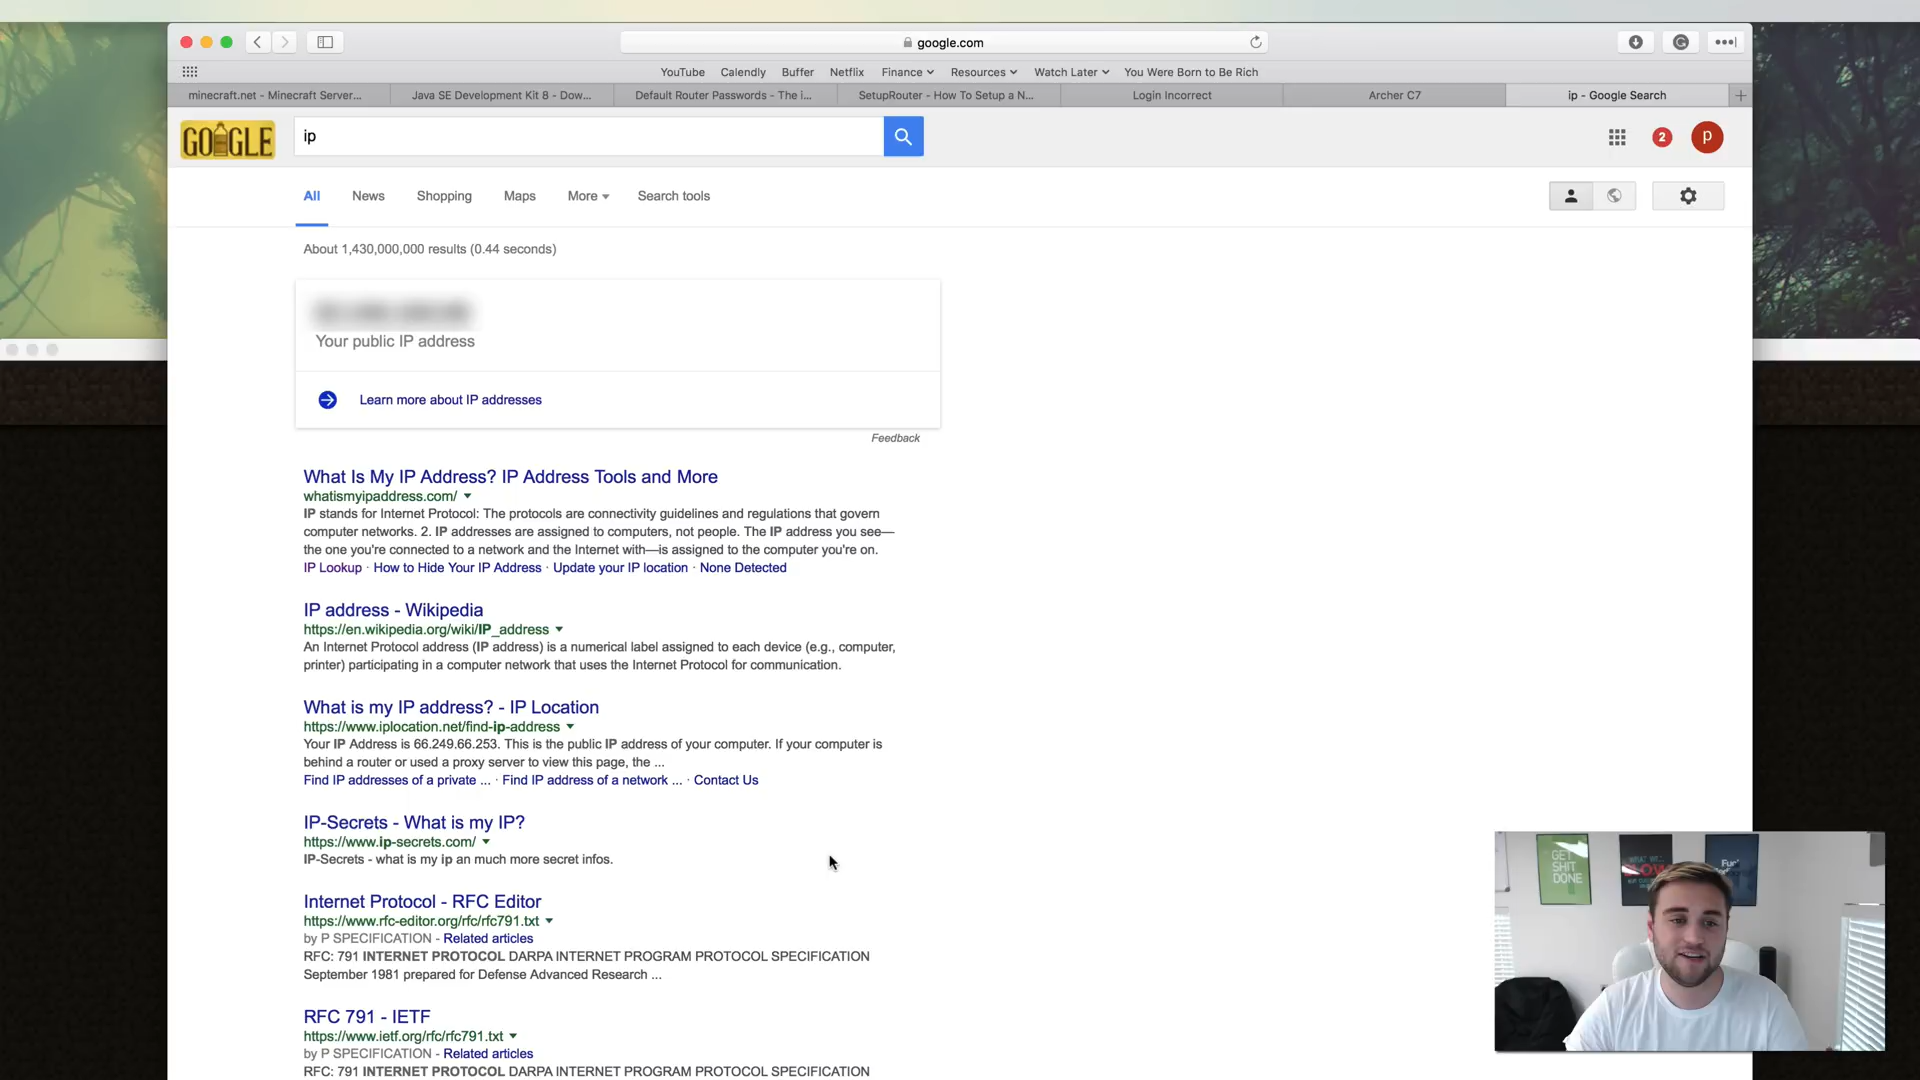 google.com
YouTube Calendly Buffer Netflix Finance Resources Watch Later You Were Born to Be Rich
minecraft.net - Minecraft Server... Java SE Development Kit 8 - Dow... Default Router Passwords - The i... SetupRouter - How To Setup a N... Login Incorrect Archer C7 ip - Google Search
GOOGLE ip 2 p
All News Shopping Maps More Search tools
About 1,430,000,000 results (0.44 seconds)
Your public IP address
Learn more about IP addresses
Feedback
What Is My IP Address? IP Address Tools and More
whatismyipaddress.com/
IP stands for Internet Protocol: The protocols are connectivity guidelines and regulations that govern
computer networks. 2. IP addresses are assigned to computers, not people. The IP address you see—
the one you're connected to a network and the Internet with—is assigned to the computer you're on.
IP Lookup · How to Hide Your IP Address · Update your IP location · None Detected
IP address - Wikipedia
https://en.wikipedia.org/wiki/IP_address
An Internet Protocol address (IP address) is a numerical label assigned to each device (e.g., computer,
printer) participating in a computer network that uses the Internet Protocol for communication.
What is my IP address? - IP Location
https://www.iplocation.net/find-ip-address
Your IP Address is 66.249.66.253. This is the public IP address of your computer. If your computer is
behind a router or used a proxy server to view this page, the ...
Find IP addresses of a private ... · Find IP address of a network ... · Contact Us
IP-Secrets - What is my IP?
https://www.ip-secrets.com/
IP-Secrets - what is my ip an much more secret infos.
Internet Protocol - RFC Editor
https://www.rfc-editor.org/rfc/rfc791.txt
by P SPECIFICATION - Related articles
RFC: 791 INTERNET PROTOCOL DARPA INTERNET PROGRAM PROTOCOL SPECIFICATION
September 1981 prepared for Defense Advanced Research ...
RFC 791 - IETF
https://www.ietf.org/rfc/rfc791.txt
by P SPECIFICATION - Related articles
RFC: 791 INTERNET PROTOCOL DARPA INTERNET PROGRAM PROTOCOL SPECIFICATION
GET
SHIT
DONE